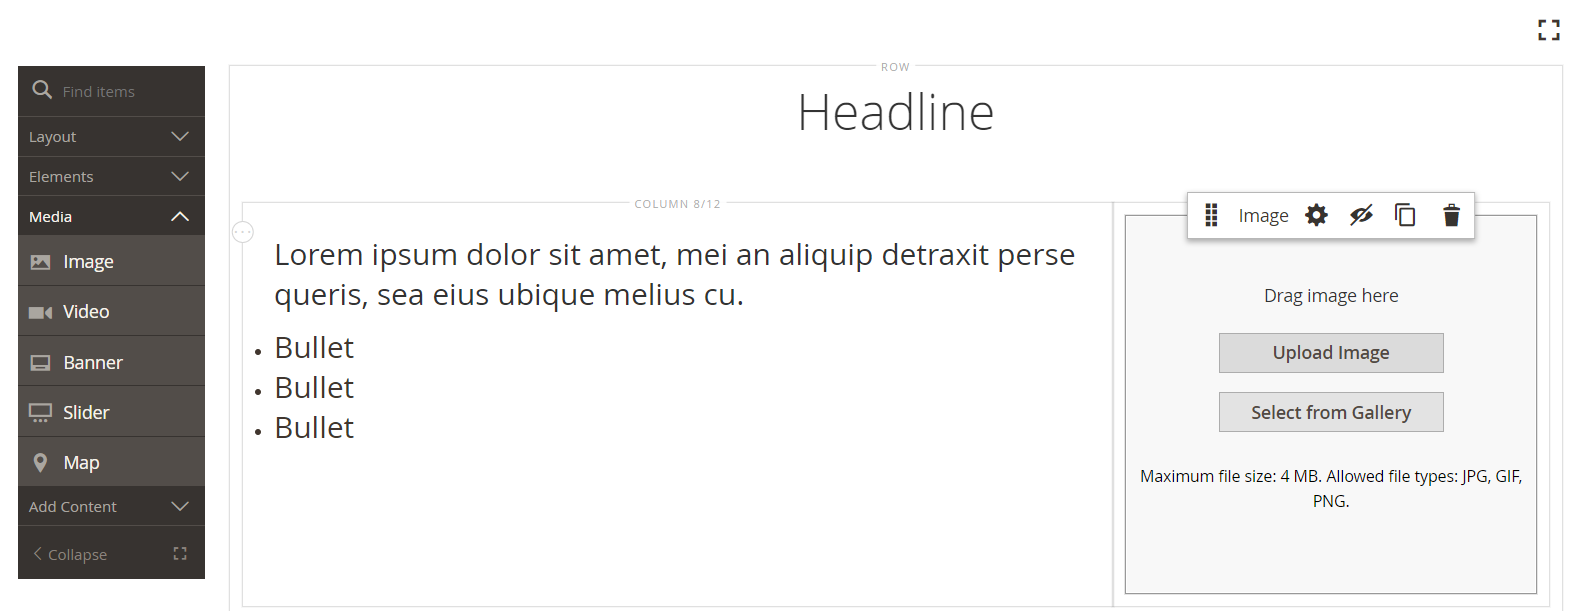 Find items
Layout
Elements
Media
Image
Video
Banner
Slider
Map
Add Content
Collapse
ROW
Headline
COLUMN 8/12
Lorem ipsum dolor sit amet, mei an aliquip detraxit perse
queris, sea eius ubique melius cu.
• Bullet
• Bullet
• Bullet
Image
Drag image here
Upload Image
Select from Gallery
Maximum file size: 4 MB. Allowed file types: JPG, GIF,
PNG.